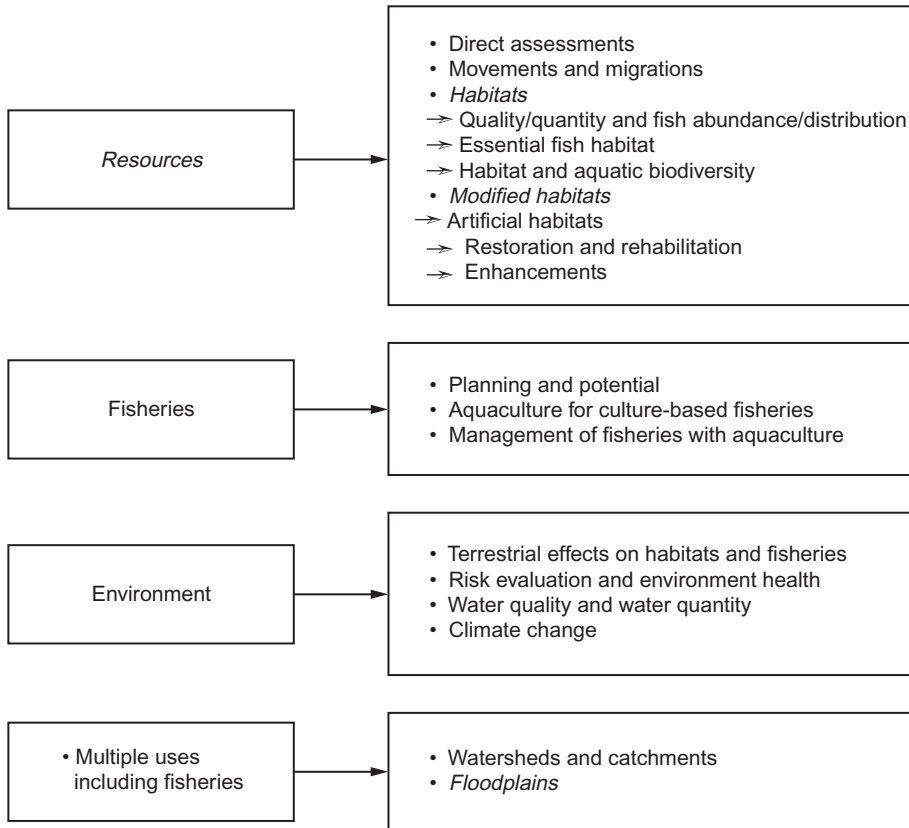 Resources
• Direct assessments
• Movements and migrations
• Habitats
→ Quality/quantity and fish abundance/distribution
→ Essential fish habitat
→ Habitat and aquatic biodiversity
• Modified habitats
→ Artificial habitats
→ Restoration and rehabilitation
→ Enhancements
Fisheries
• Planning and potential
• Aquaculture for culture-based fisheries
• Management of fisheries with aquaculture
Environment
• Terrestrial effects on habitats and fisheries
• Risk evaluation and environment health
• Water quality and water quantity
• Climate change
• Multiple uses
including fisheries
• Watersheds and catchments
• Floodplains